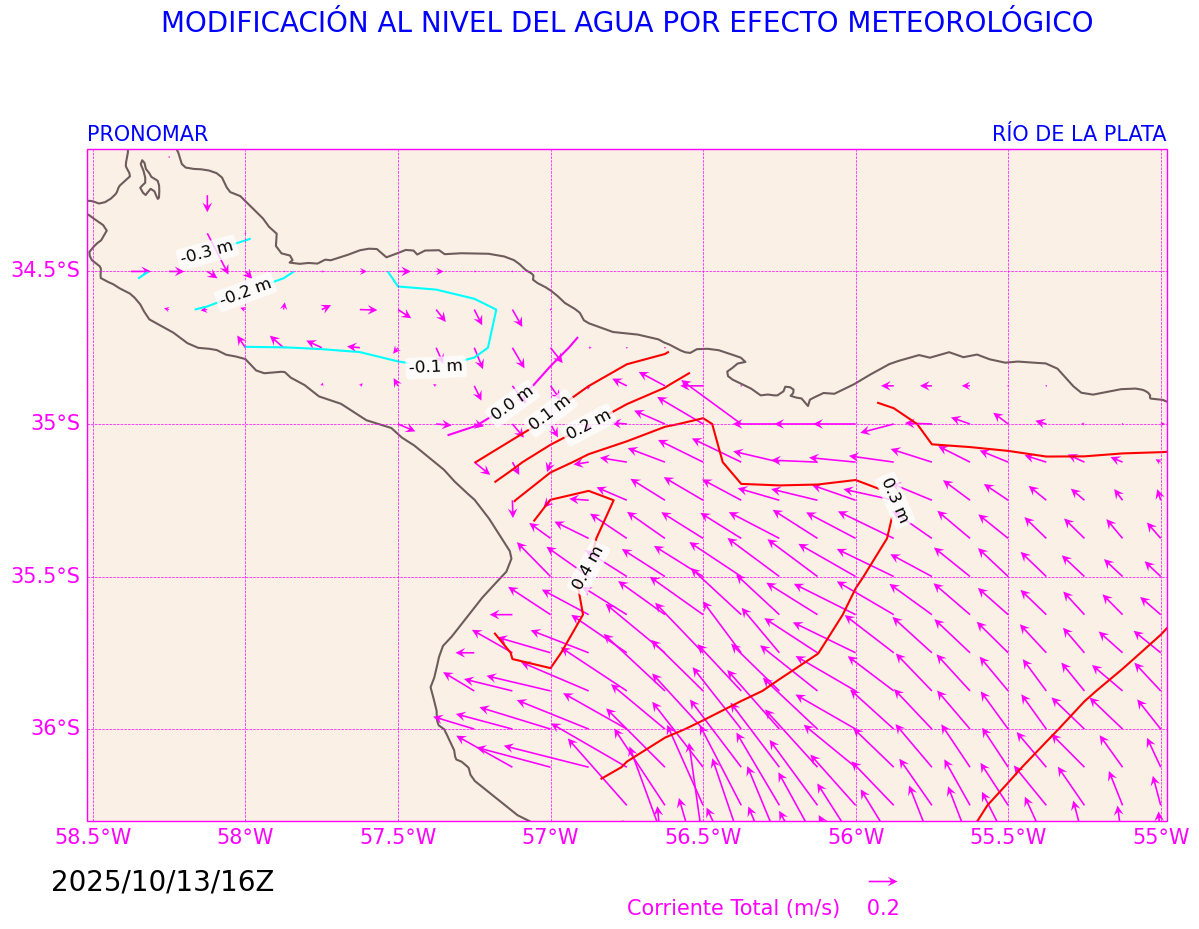 MODIFICACIÓN AL NIVEL DEL AGUA POR EFECTO METEOROLÓGICO
PRONOMAR
RÍO DE LA PLATA
-0.3 m
34.5°S
-0.2 m
-0.1 m
0.0 m
0.1 m
0.2 m
35°S
0.3 m
0.4 m
35.5°S
36°S
58.5°W 58°W 57.5°W 57°W 56.5°W 56°W 55.5°W 55°W
2025/10/13/16Z
Corriente Total (m/s) 0.2